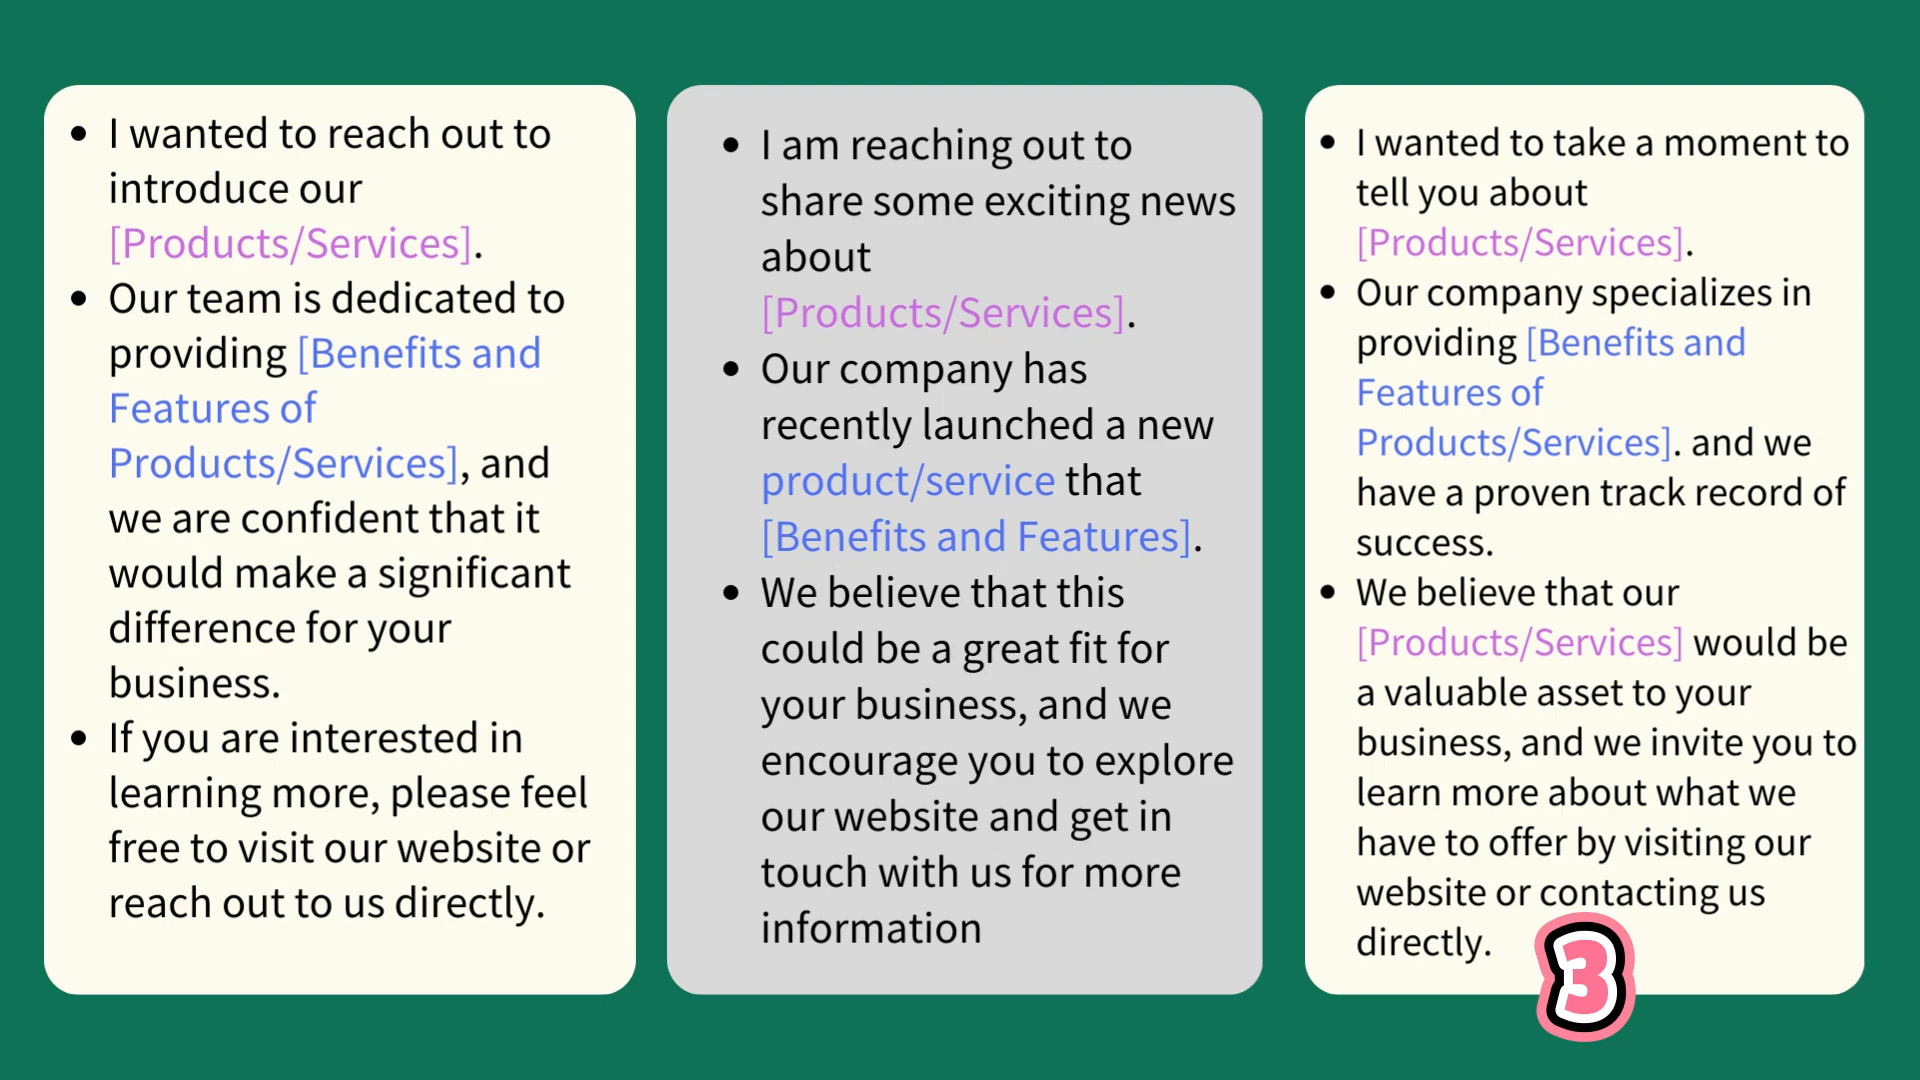 • I wanted to reach out to
introduce our
[Products/Services].
• Our team is dedicated to
providing [Benefits and
Features of
Products/Services], and
we are confident that it
would make a significant
difference for your
business.
• If you are interested in
learning more, please feel
free to visit our website or
reach out to us directly.
• I am reaching out to
share some exciting news
about
[Products/Services].
• Our company has
recently launched a new
product/service that
[Benefits and Features].
• We believe that this
could be a great fit for
your business, and we
encourage you to explore
our website and get in
touch with us for more
information
• I wanted to take a moment to
tell you about
[Products/Services].
• Our company specializes in
providing [Benefits and
Features of
Products/Services]. and we
have a proven track record of
success.
• We believe that our
[Products/Services] would be
a valuable asset to your
business, and we invite you to
learn more about what we
have to offer by visiting our
website or contacting us
directly.
3